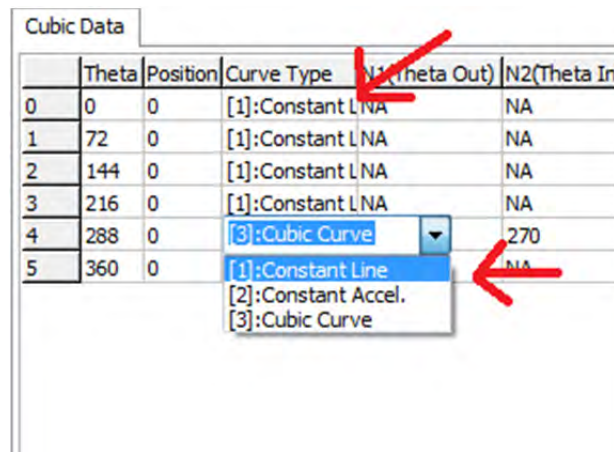 Cubic Data
Theta Position Curve Type N1(Theta Out) N2(Theta In
0 0 0 [1]:Constant L NA NA
1 72 0 [1]:Constant L NA NA
2 144 0 [1]:Constant L NA NA
3 216 0 [1]:Constant L NA NA
4 288 0 [3]:Cubic Curve 270
5 360 0 NA
[1]:Constant Line
[2]:Constant Accel.
[3]:Cubic Curve